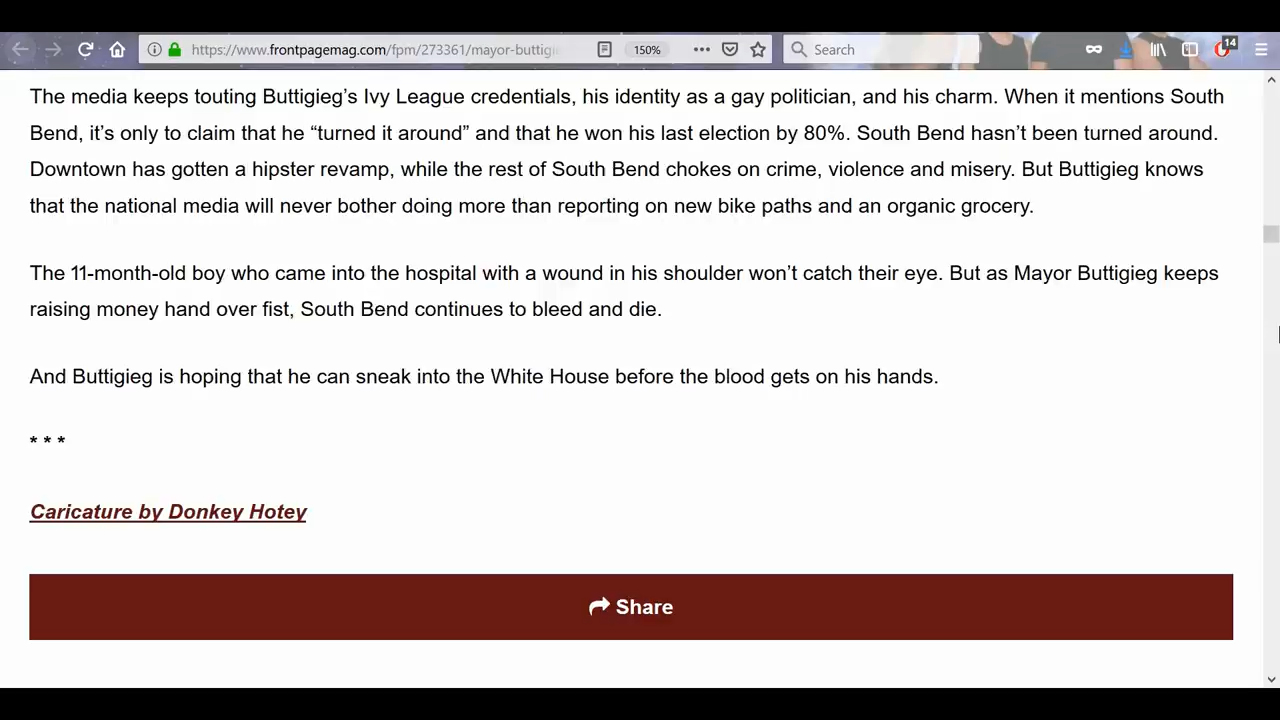 https://www.frontpagemag.com/fpm/273361/mayor-buttigie
150%
Search
14
The media keeps touting Buttigieg’s Ivy League credentials, his identity as a gay politician, and his charm. When it mentions South
Bend, it’s only to claim that he “turned it around” and that he won his last election by 80%. South Bend hasn’t been turned around.
Downtown has gotten a hipster revamp, while the rest of South Bend chokes on crime, violence and misery. But Buttigieg knows
that the national media will never bother doing more than reporting on new bike paths and an organic grocery.
The 11-month-old boy who came into the hospital with a wound in his shoulder won’t catch their eye. But as Mayor Buttigieg keeps
raising money hand over fist, South Bend continues to bleed and die.
And Buttigieg is hoping that he can sneak into the White House before the blood gets on his hands.
* * *
Caricature by Donkey Hotey
Share